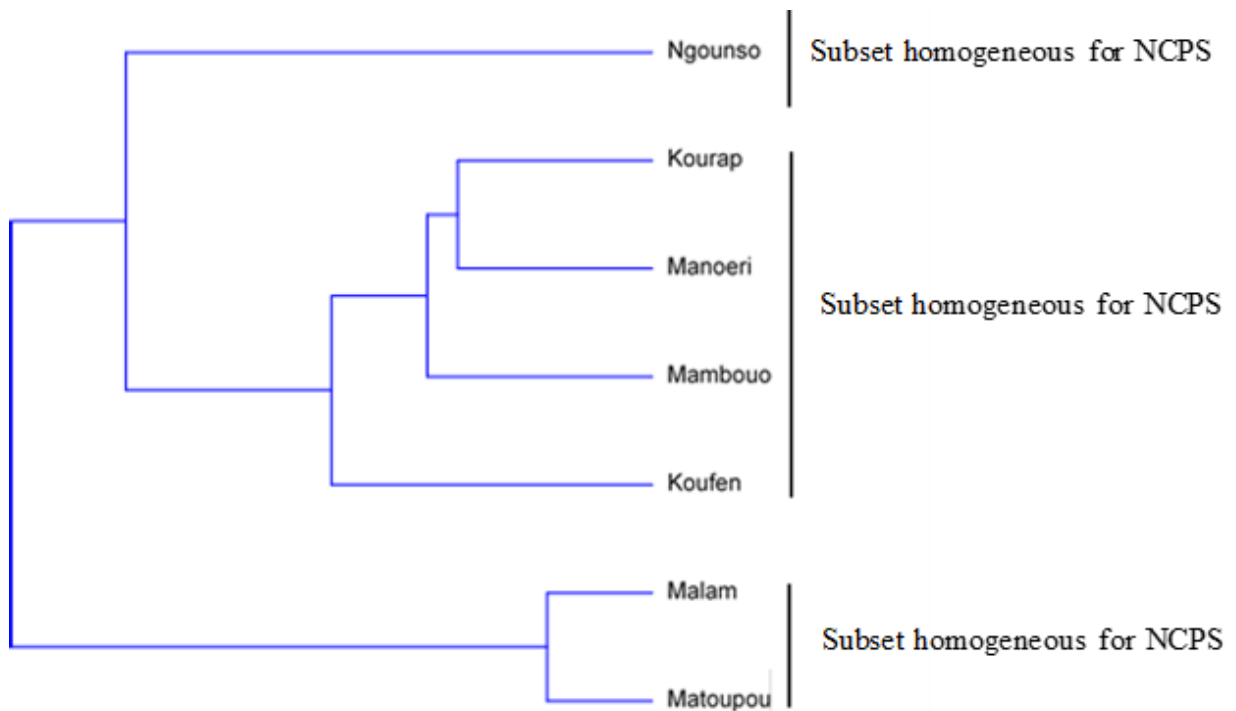 Ngounso
Subset homogeneous for NCPS
Kourap
Manoeri
Subset homogeneous for NCPS
Mambouo
Koufen
Malam
Subset homogeneous for NCPS
Matoupou